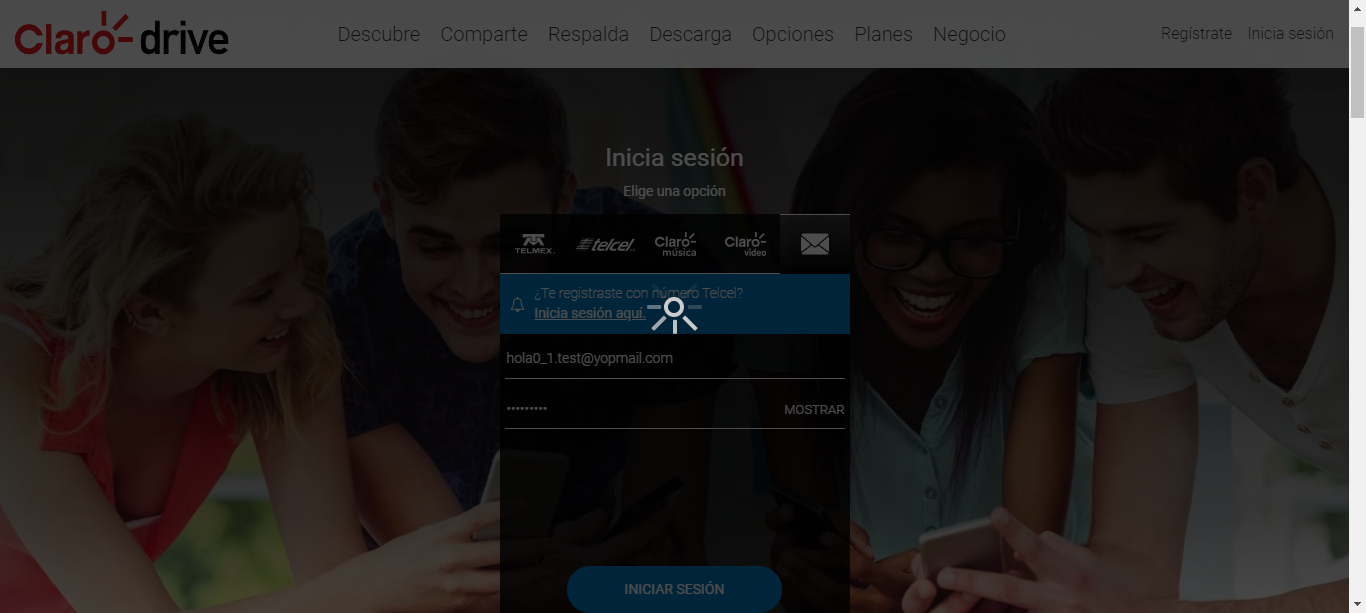 Claro-drive
Descubre Comparte Respalda Descarga Opciones Planes Negocio
Regístrate Inicia sesión
Inicia sesión
Elige una opción
TELMEX. telcel Claro- música Claro- video
¿Te registraste con número Telcel?
Inicia sesión aquí.
hola0_1.test@yopmail.com
••••••••• MOSTRAR
INICIAR SESIÓN